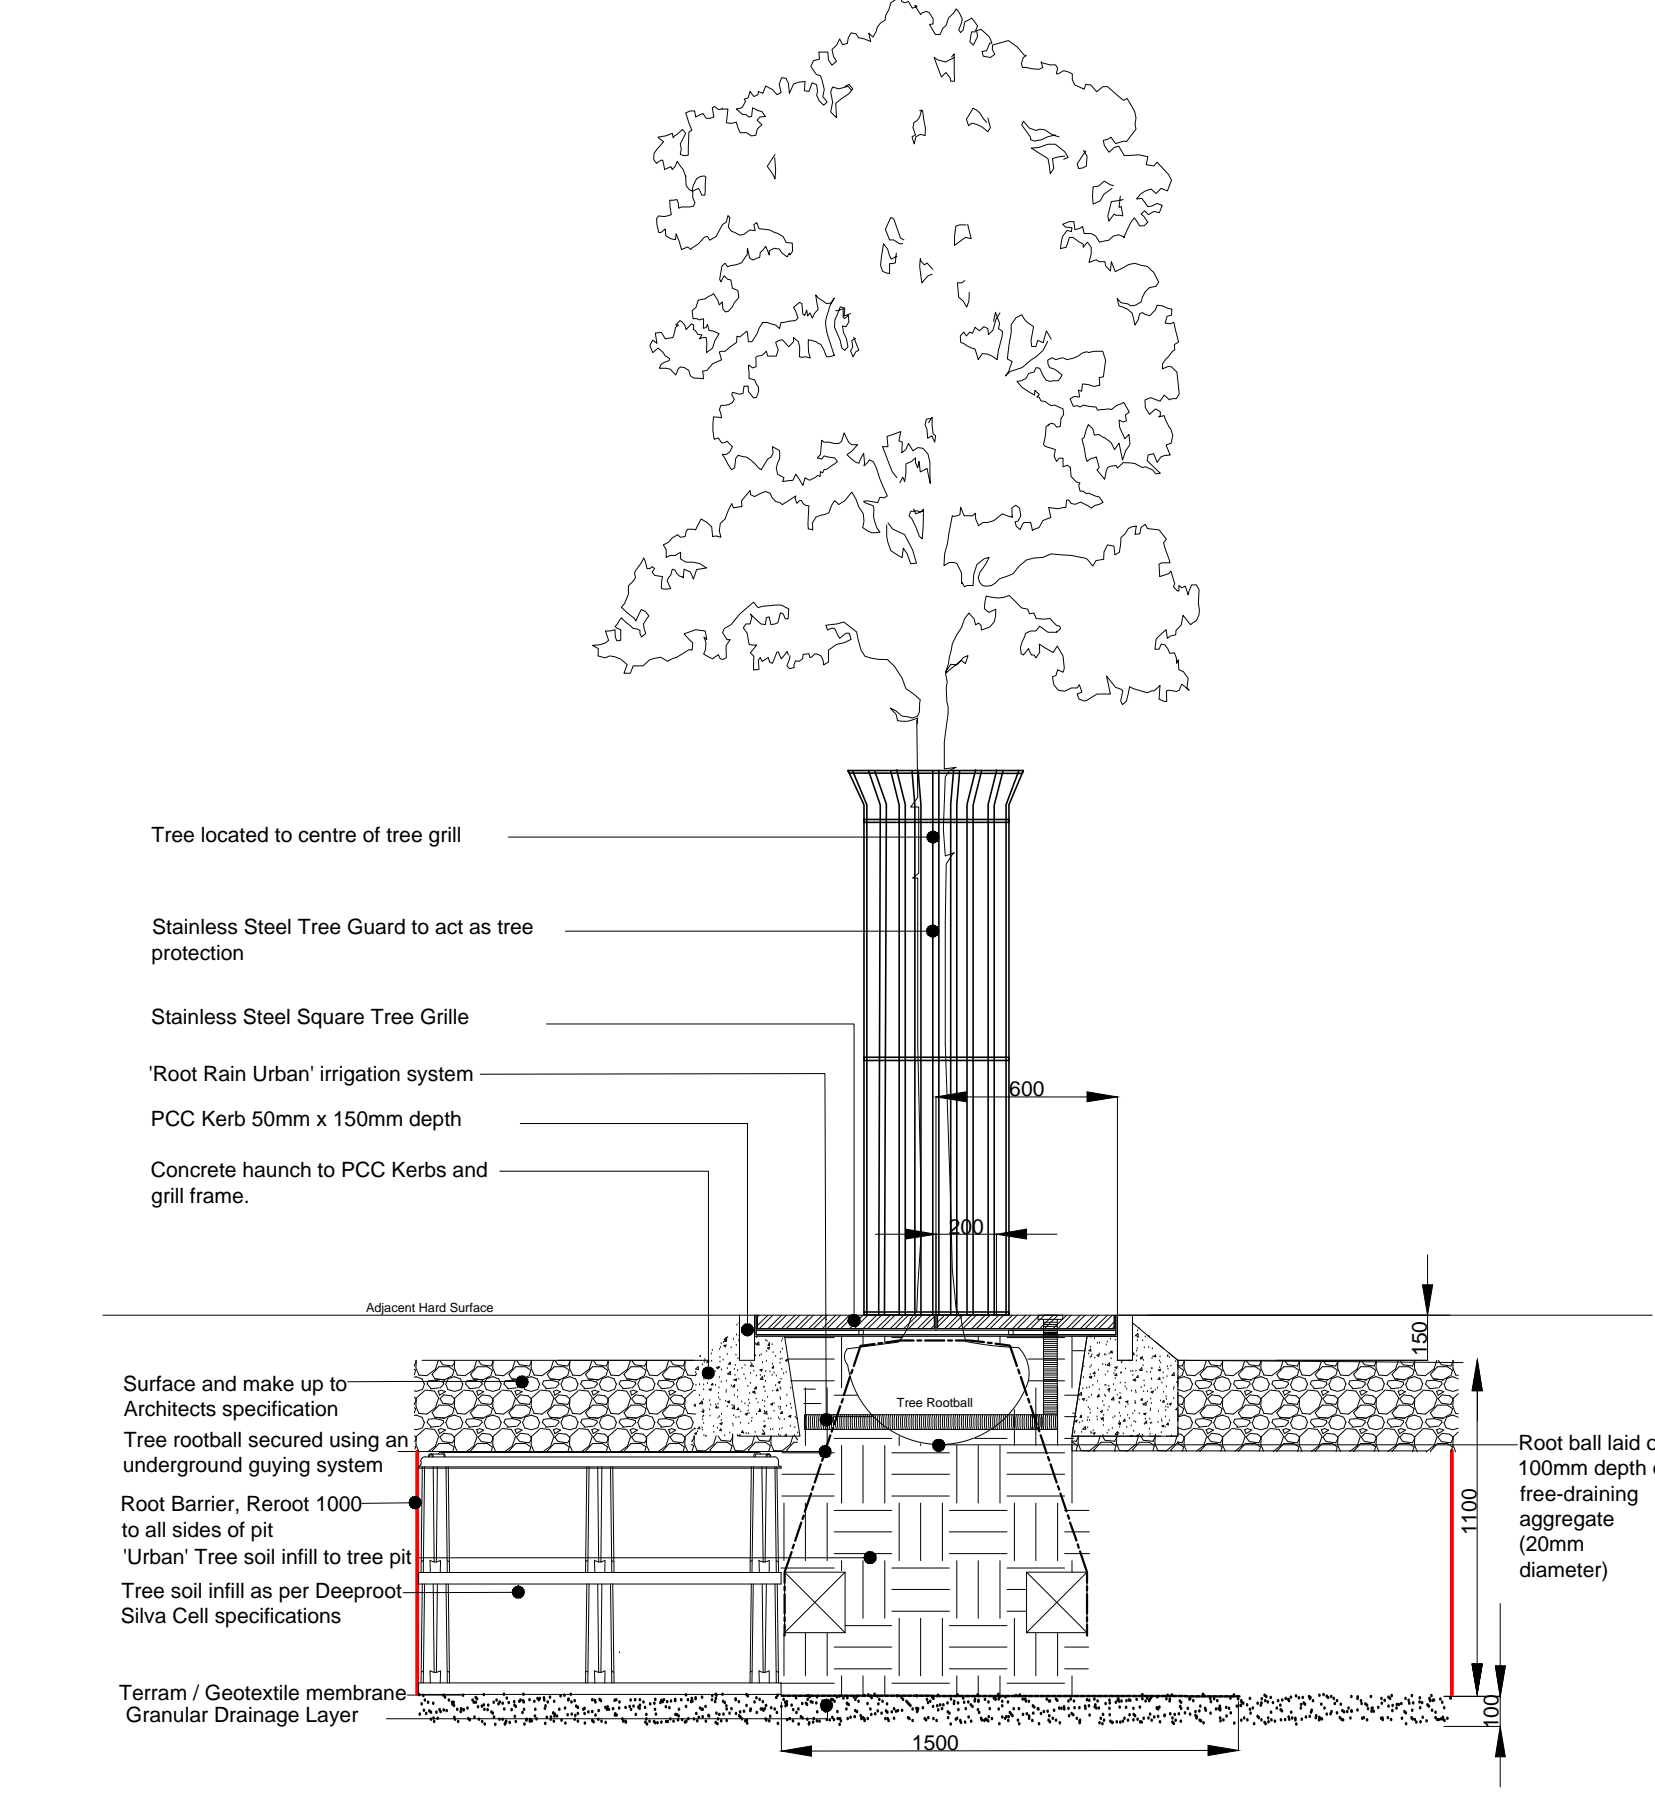 Tree located to centre of tree grill
Stainless Steel Tree Guard to act as tree
protection
Stainless Steel Square Tree Grille
'Root Rain Urban' irrigation system
600
PCC Kerb 50mm x 150mm depth
Concrete haunch to PCC Kerbs and
grill frame.
200
Adjacent Hard Surface
150
Surface and make up to
Architects specification
Tree Rootball
Tree rootball secured using an
underground guying system
Root ball laid
100mm depth
free-draining
aggregate
(20mm
diameter)
1100
Root Barrier, Reroot 1000
to all sides of pit
'Urban' Tree soil infill to tree pit
Tree soil infill as per Deeproot
Silva Cell specifications
Terram / Geotextile membrane
Granular Drainage Layer
100
1500